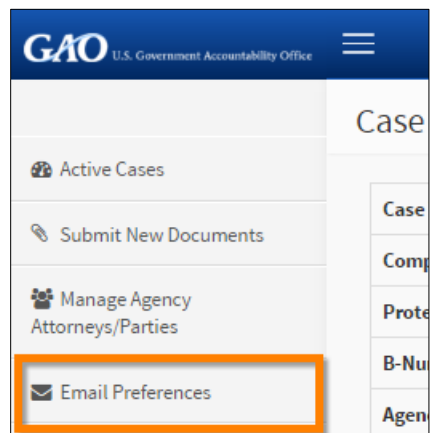 GAO U.S. Government Accountability Office
Case
Active Cases
Submit New Documents
Manage Agency
Attorneys/Parties
Email Preferences
Case
Comp
Prote
B-Nu
Agen